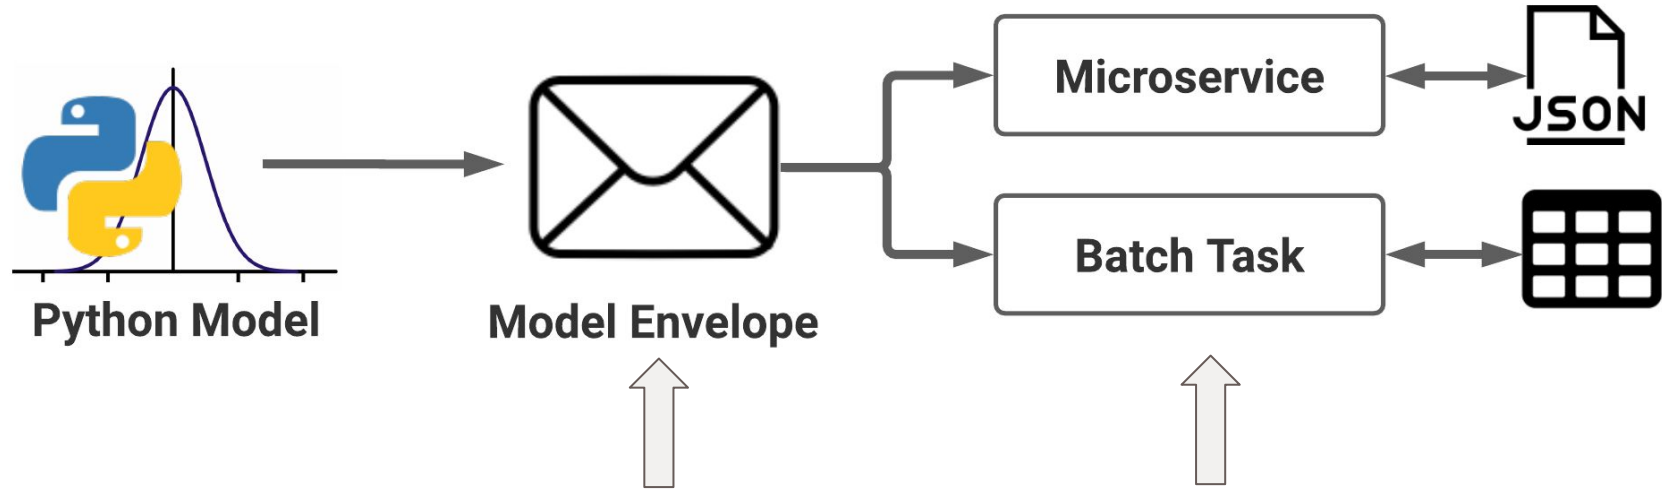 Python Model
Model Envelope
Microservice
Batch Task
JSON